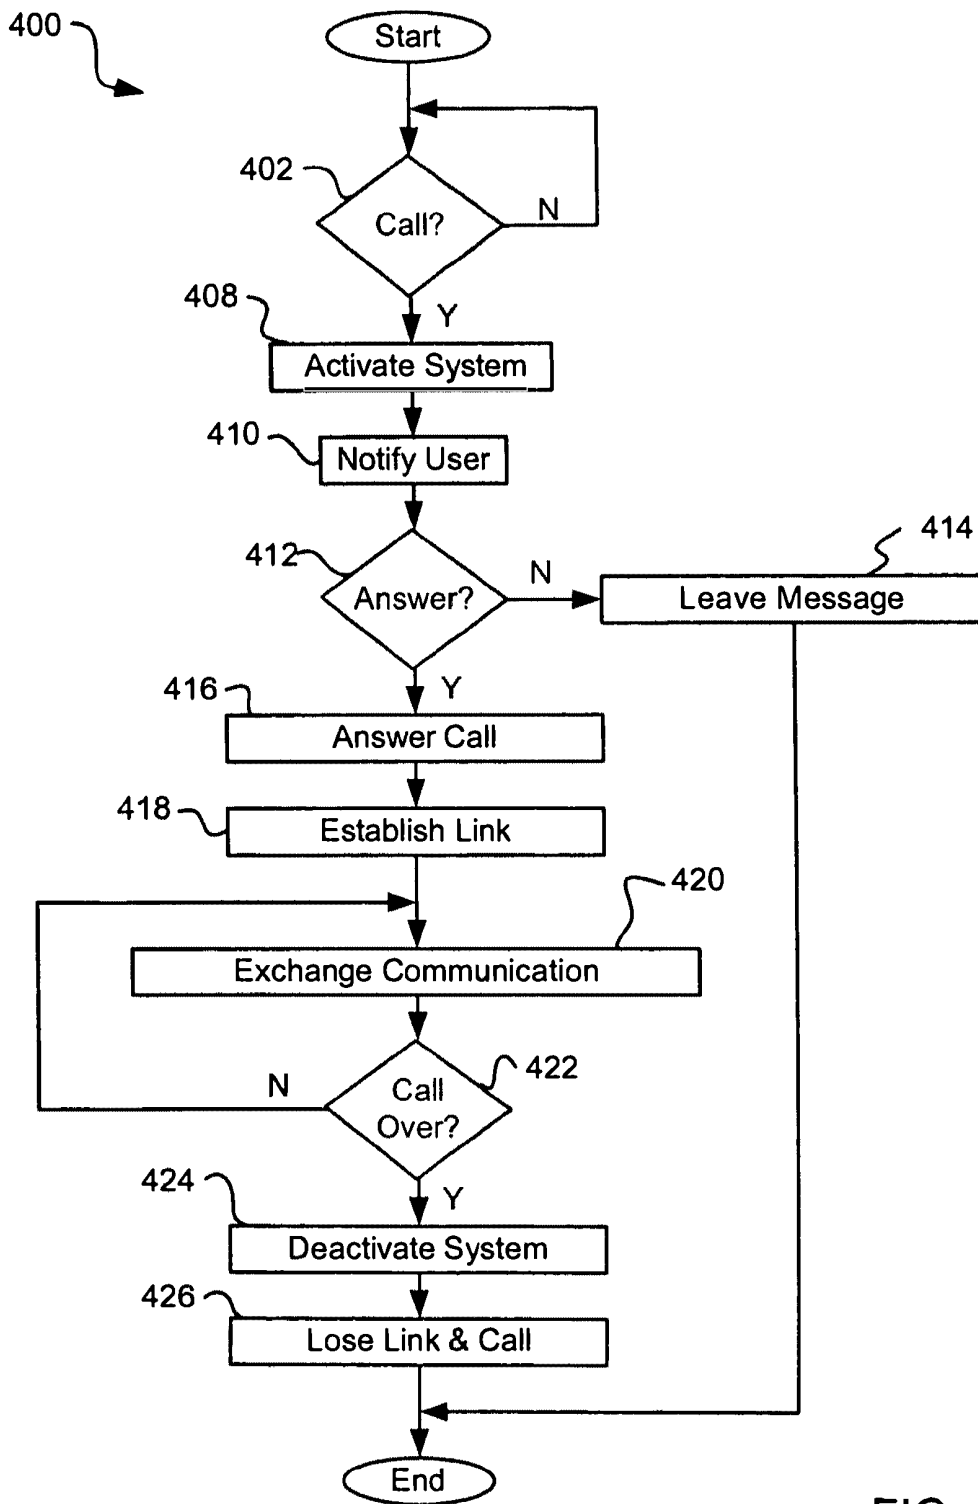 400
Start
402
Call?
N
408
Y
Activate System
410
Notify User
412
Answer?
N
414
Leave Message
416
Y
Answer Call
418
Establish Link
420
Exchange Communication
422
Call
Over?
N
424
Y
Deactivate System
426
Lose Link & Call
End